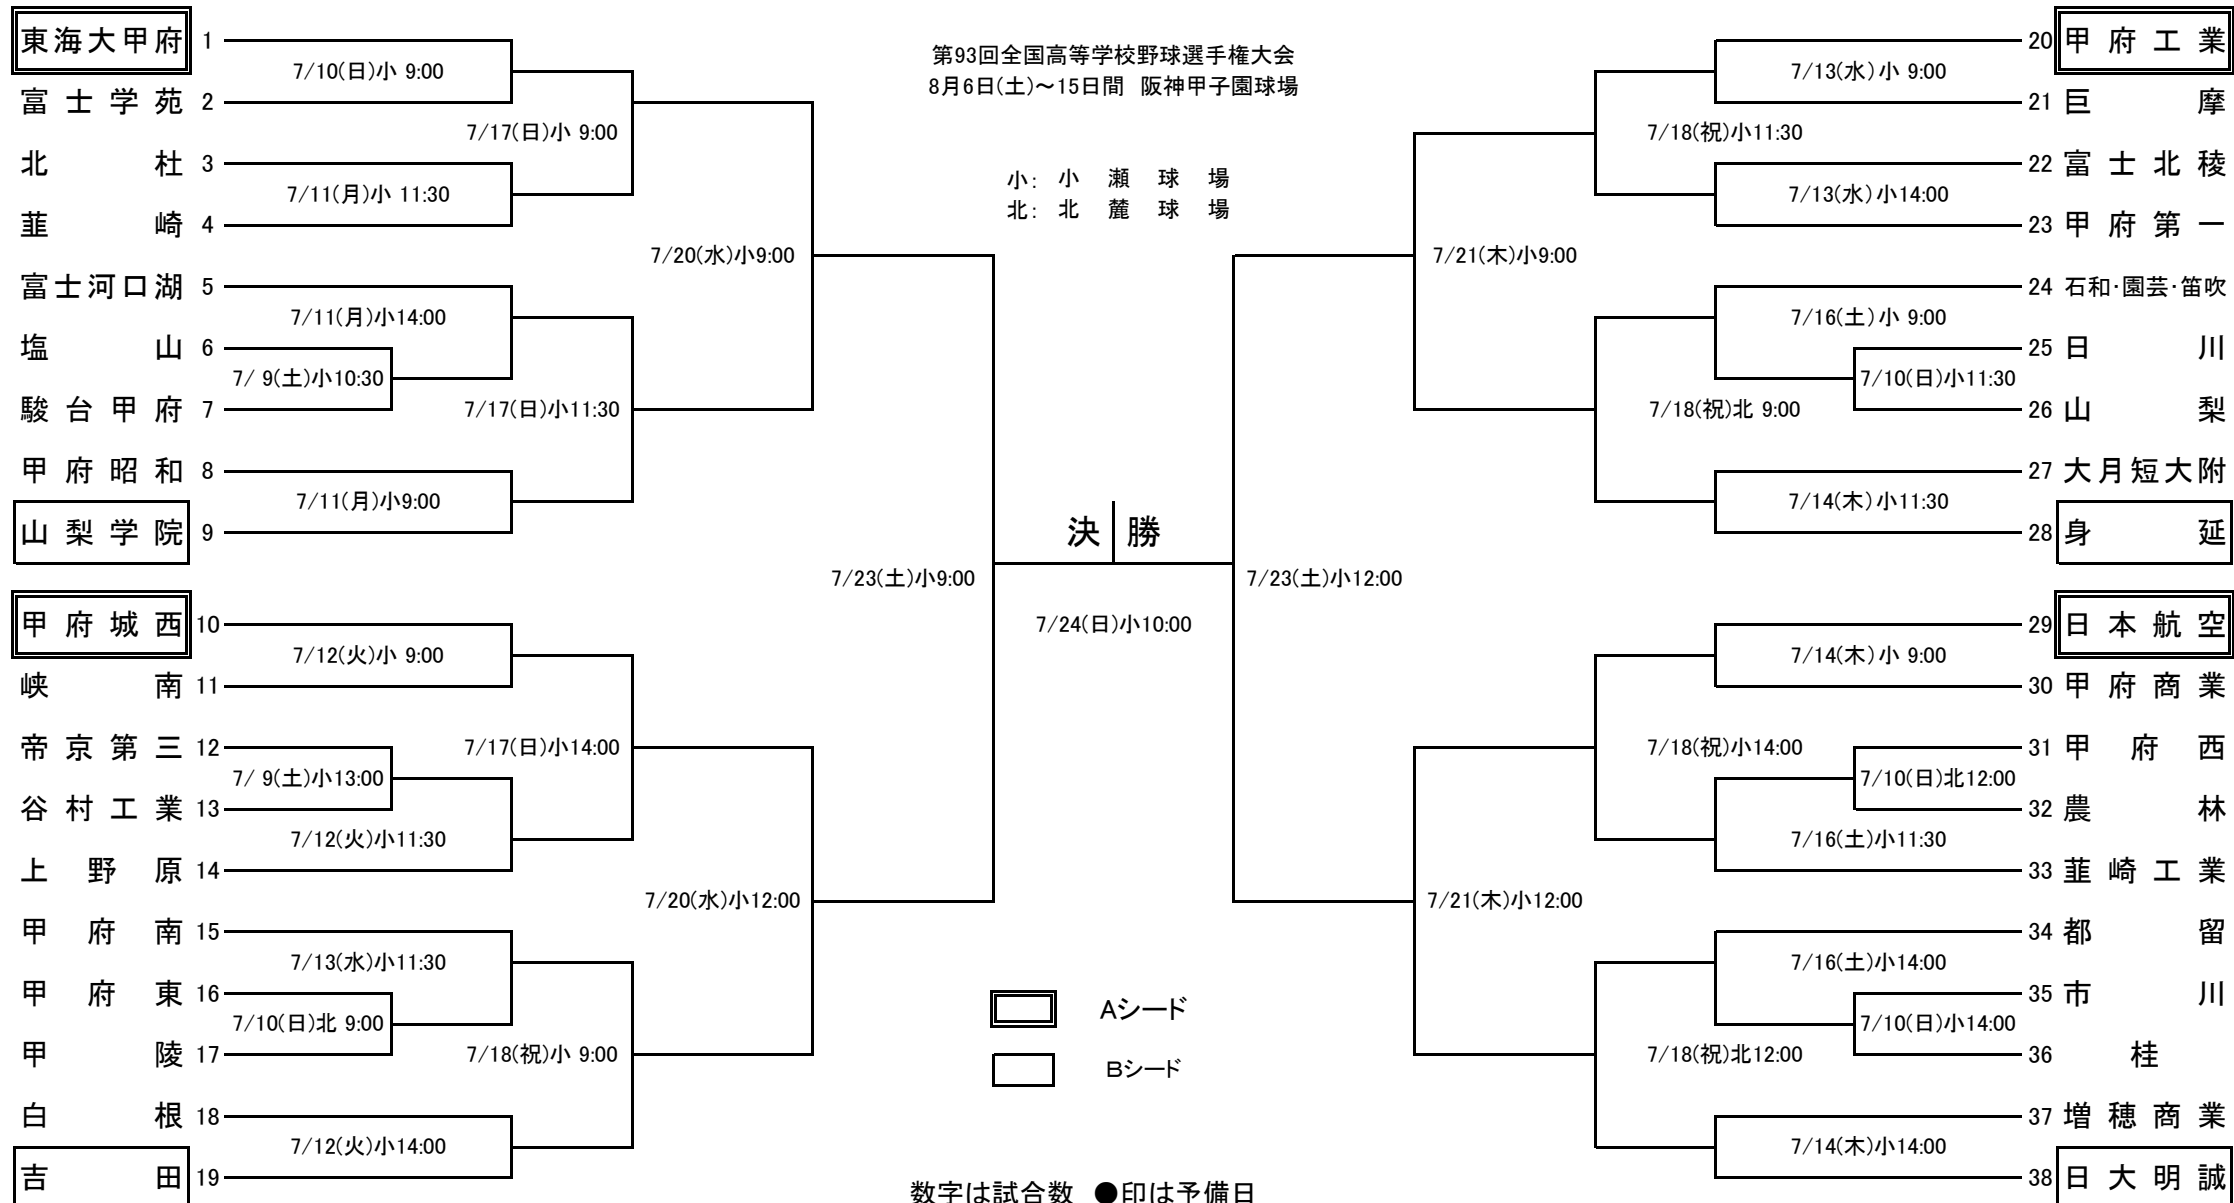 東海大甲府 1
7/10(日)小 9:00
富士学苑 2
7/17(日)小 9:00
北杜 3
7/11(月)小 11:30
韮崎 4
7/20(水)小9:00
富士河口湖 5
7/11(月)小14:00
塩山 6
7/ 9(土)小10:30
駿台甲府 7
7/17(日)小11:30
甲府昭和 8
7/11(月)小9:00
山梨学院 9
7/23(土)小9:00
甲府城西 10
7/12(火)小 9:00
峡南 11
帝京第三 12
7/17(日)小14:00
7/ 9(土)小13:00
谷村工業 13
7/12(火)小11:30
上野原 14
7/20(水)小12:00
甲府南 15
7/13(水)小11:30
甲府東 16
7/10(日)北 9:00
甲陵 17
7/18(祝)小 9:00
白根 18
7/12(火)小14:00
吉田 19
第93回全国高等学校野球選手権大会
8月6日(土)～15日間 阪神甲子園球場
小: 小瀬球場
北: 北麓球場
決勝
7/24(日)小10:00
Aシード
Bシード
数字は試合数 ●印は予備日
20 甲府工業
7/13(水)小 9:00
21 巨摩
7/18(祝)小11:30
22 富士北稜
7/13(水)小14:00
23 甲府第一
7/21(木)小9:00
24 石和・園芸・笛吹
7/16(土)小 9:00
25 日川
7/10(日)小11:30
26 山梨
7/18(祝)北 9:00
27 大月短大附
7/14(木)小11:30
28 身延
7/23(土)小12:00
29 日本航空
7/14(木)小 9:00
30 甲府商業
7/18(祝)小14:00
31 甲府西
7/10(日)北12:00
32 農林
7/16(土)小11:30
33 韮崎工業
7/21(木)小12:00
34 都留
7/16(土)小14:00
35 市川
7/10(日)小14:00
36 桂
7/18(祝)北12:00
37 増穂商業
7/14(木)小14:00
38 日大明誠